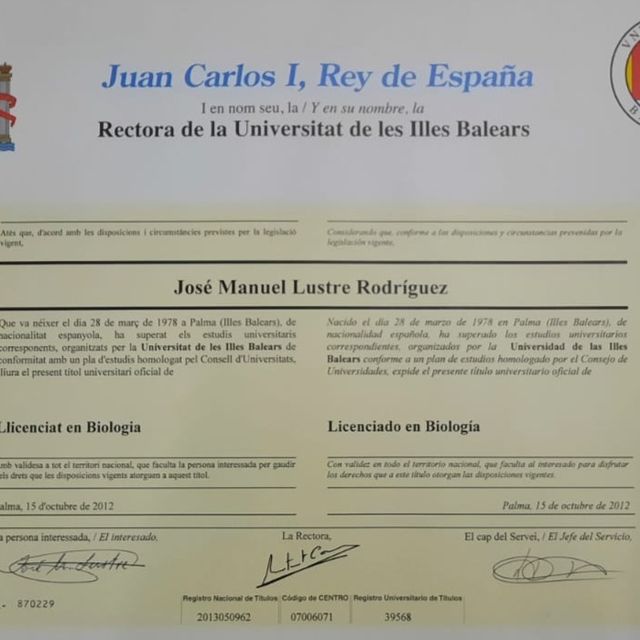 Juan Carlos I, Rey de España
I en nom seu, la / Y en su nombre, la
Rectora de la Universitat de les Illes Balears
Atès que, d'acord amb les disposicions i circumstàncies previstes per la legislació
vigent,
Considerando que, conforme a las disposiciones y circunstancias prevenidas por la
legislación vigente,
José Manuel Lustre Rodríguez
Que va néixer el dia 28 de març de 1978 a Palma (Illes Balears), de
nacionalitat espanyola, ha superat els estudis universitaris
corresponents, organitzats per la Universitat de les Illes Balears de
conformitat amb un pla d'estudis homologat pel Consell d'Universitats,
lliura el present títol universitari oficial de
Nacido el día 28 de marzo de 1978 en Palma (Illes Balears), de
nacionalidad española, ha superado los estudios universitarios
correspondientes, organizados por la Universidad de las Illes
Balears conforme a un plan de estudios homologado por el Consejo de
Universidades, expide el presente título universitario oficial de
Llicenciat en Biologia
Licenciado en Biología
amb validesa a tot el territori nacional, que faculta la persona interessada per gaudir
els drets que les disposicions vigents atorguen a aquest títol.
Con validez en todo el territorio nacional, que faculta al interesado para disfrutar
los derechos que a este título otorgan las disposiciones vigentes.
alma, 15 d'octubre de 2012
Palma, 15 de octubre de 2012
a persona interessada, / El interesado,
La Rectora,
El cap del Servei, / El Jefe del Servicio,
José M. Lustre
- 870229
Registro Nacional de Títulos Código de CENTRO Registro Universitario de Títulos
2013050962 07006071 39568